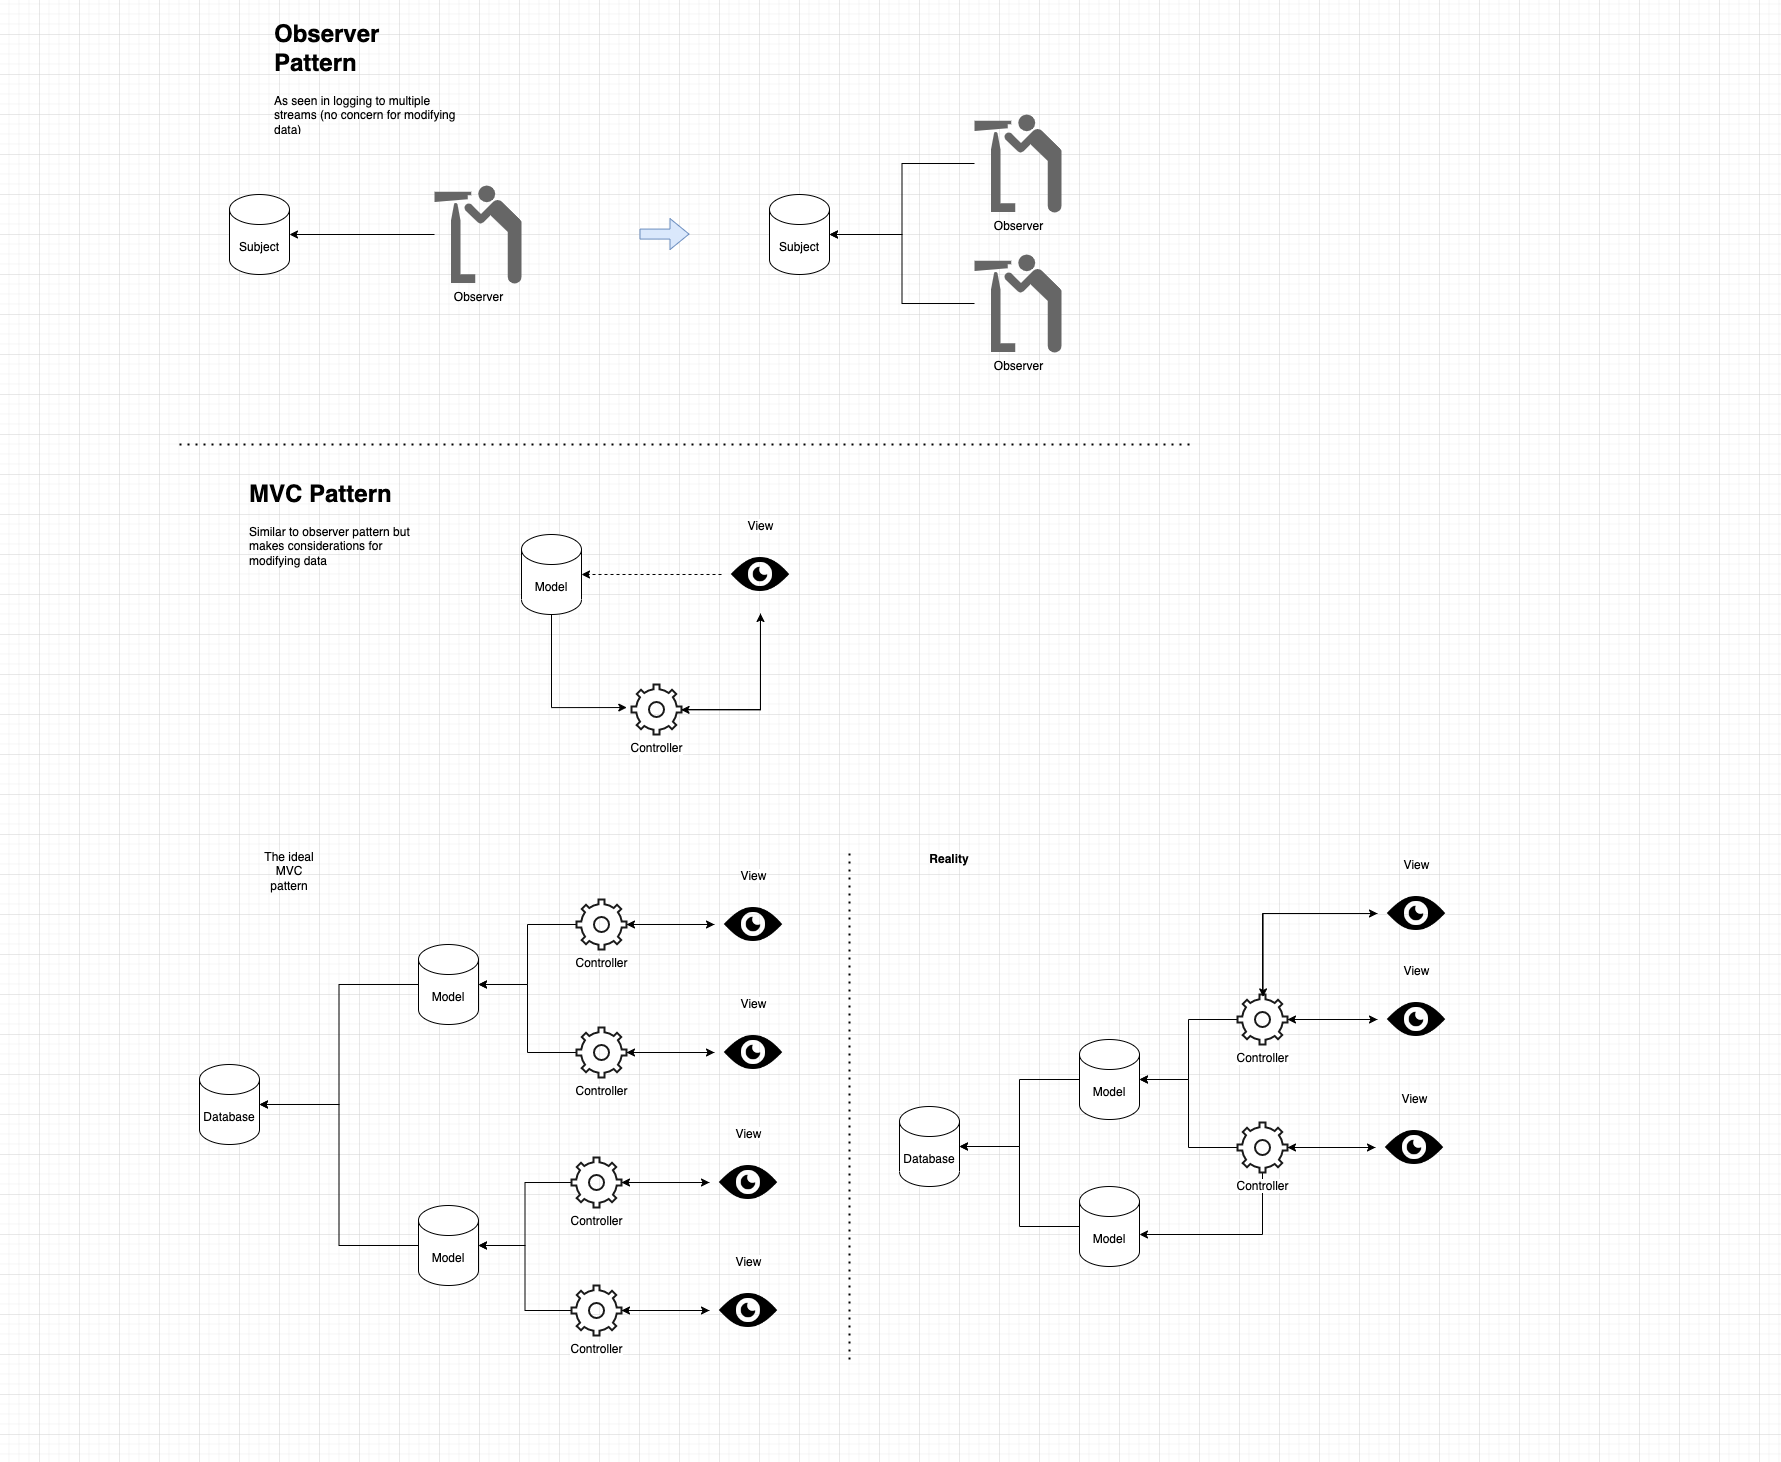 Observer
Pattern
As seen in logging to multiple
streams (no concern for modifying
data)
Subject
Observer
Subject
Observer
Observer
MVC Pattern
Similar to observer pattern but
makes considerations for
modifying data
View
Model
Controller
The ideal
MVC
pattern
View
Controller
Model
View
Controller
Database
View
Controller
Model
View
Controller
Reality
View
View
Controller
Model
View
Database
Controller
Model